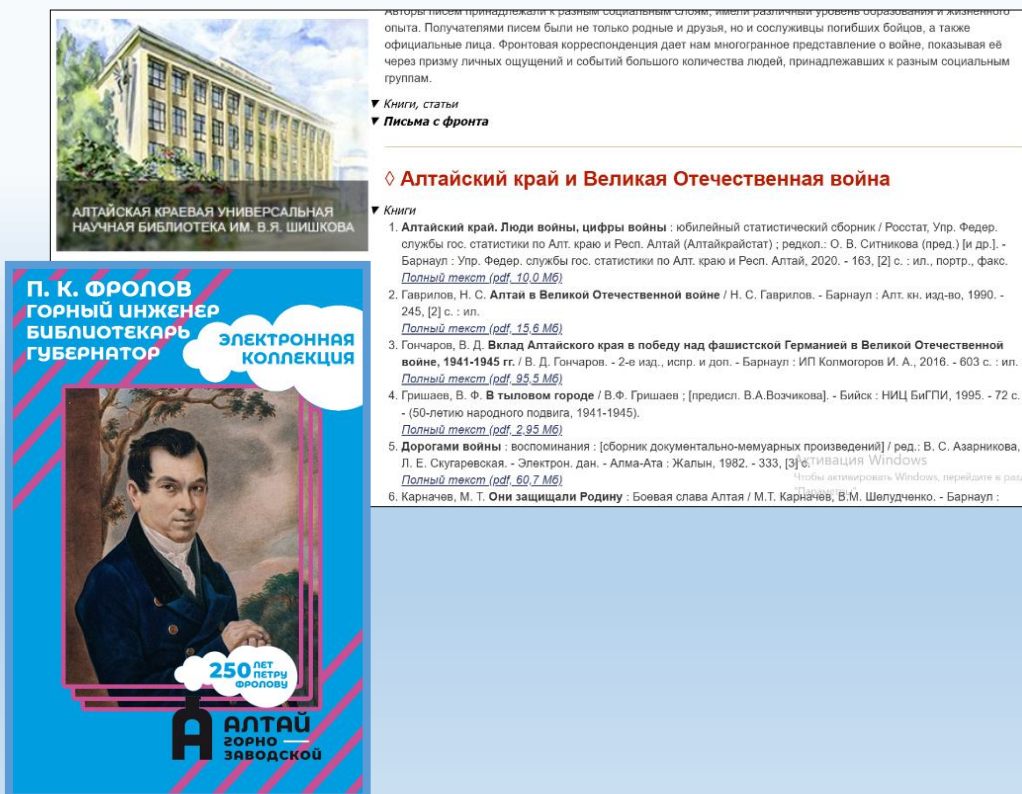 Авторы писем принадлежали к разным социальным слоям, имели различный уровень образования и жизненного
опыта. Получателями писем были не только родные и друзья, но и сослуживцы погибших бойцов, а также
официальные лица. Фронтовая корреспонденция дает нам многогранное представление о войне, показывая её
через призму личных ощущений и событий большого количества людей, принадлежавших к разным социальным
группам.
▼ Книги, статьи
▼ Письма с фронта
АЛТАЙСКАЯ КРАЕВАЯ УНИВЕРСАЛЬНАЯ
НАУЧНАЯ БИБЛИОТЕКА ИМ. В.Я. ШИШКОВА
◊ Алтайский край и Великая Отечественная война
▼ Книги
1. Алтайский край. Люди войны, цифры войны : юбилейный статистический сборник / Росстат, Упр. Федер.
службы гос. статистики по Алт. краю и Респ. Алтай (Алтайкрайстат) ; редкол.: О. В. Ситникова (пред.) [и др.]. -
Барнаул : Упр. Федер. службы гос. статистики по Алт. краю и Респ. Алтай, 2020. - 163, [2] с. : ил., портр., факс.
Полный текст (pdf, 10,0 Мб)
2. Гаврилов, Н. С. Алтай в Великой Отечественной войне / Н. С. Гаврилов. - Барнаул : Алт. кн. изд-во, 1990. -
245, [2] с. : ил.
Полный текст (pdf, 15,6 Мб)
3. Гончаров, В. Д. Вклад Алтайского края в победу над фашистской Германией в Великой Отечественной
войне, 1941-1945 гг. / В. Д. Гончаров. - 2-е изд., испр. и доп. - Барнаул : ИП Колмогоров И. А., 2016. - 603 с. : ил.
Полный текст (pdf, 95,5 Мб)
4. Гришаев, В. Ф. В тыловом городе / В.Ф. Гришаев ; [предисл. В.А.Возчикова]. - Бийск : НИЦ БиГПИ, 1995. - 72 с.
- (50-летию народного подвига, 1941-1945).
Полный текст (pdf, 2,95 Мб)
5. Дорогами войны : воспоминания : [сборник документально-мемуарных произведений] / ред.: В. С. Азарникова,
Л. Е. Скугаревская. - Электрон. дан. - Алма-Ата : Жалын, 1982. - 333, [3] с.
Полный текст (pdf, 60,7 Мб)
6. Карначев, М. Т. Они защищали Родину : Боевая слава Алтая / М.Т. Карначев, В.М. Шелудченко. - Барнаул :
Активация Windows
Чтобы активировать Windows, перейдите в раз
"Параметры".
П. К. ФРОЛОВ
ГОРНЫЙ ИНЖЕНЕР
БИБЛИОТЕКАРЬ
ГУБЕРНАТОР
ЭЛЕКТРОННАЯ
КОЛЛЕКЦИЯ
250 ЛЕТ
ПЕТРУ
ФРОЛОВУ
А АЛТАЙ
ГОРНО —
ЗАВОДСКОЙ